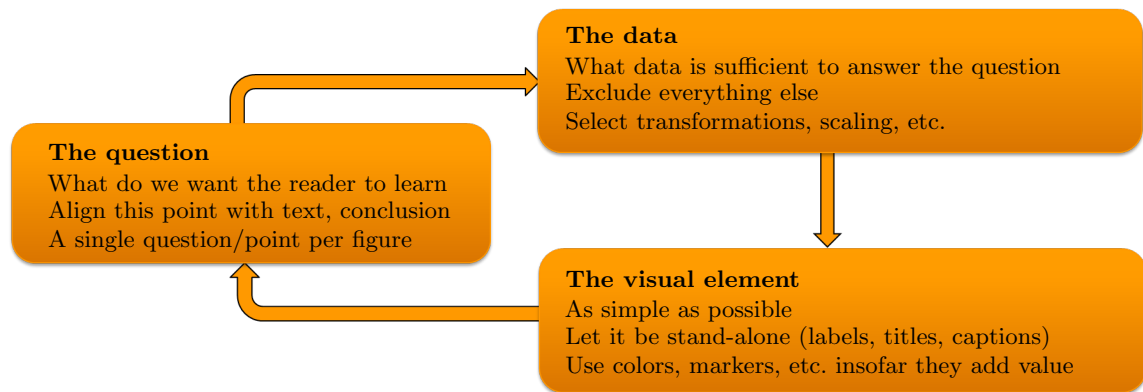 The data
What data is sufficient to answer the question
Exclude everything else
Select transformations, scaling, etc.
The question
What do we want the reader to learn
Align this point with text, conclusion
A single question/point per figure
The visual element
As simple as possible
Let it be stand-alone (labels, titles, captions)
Use colors, markers, etc. insofar they add value